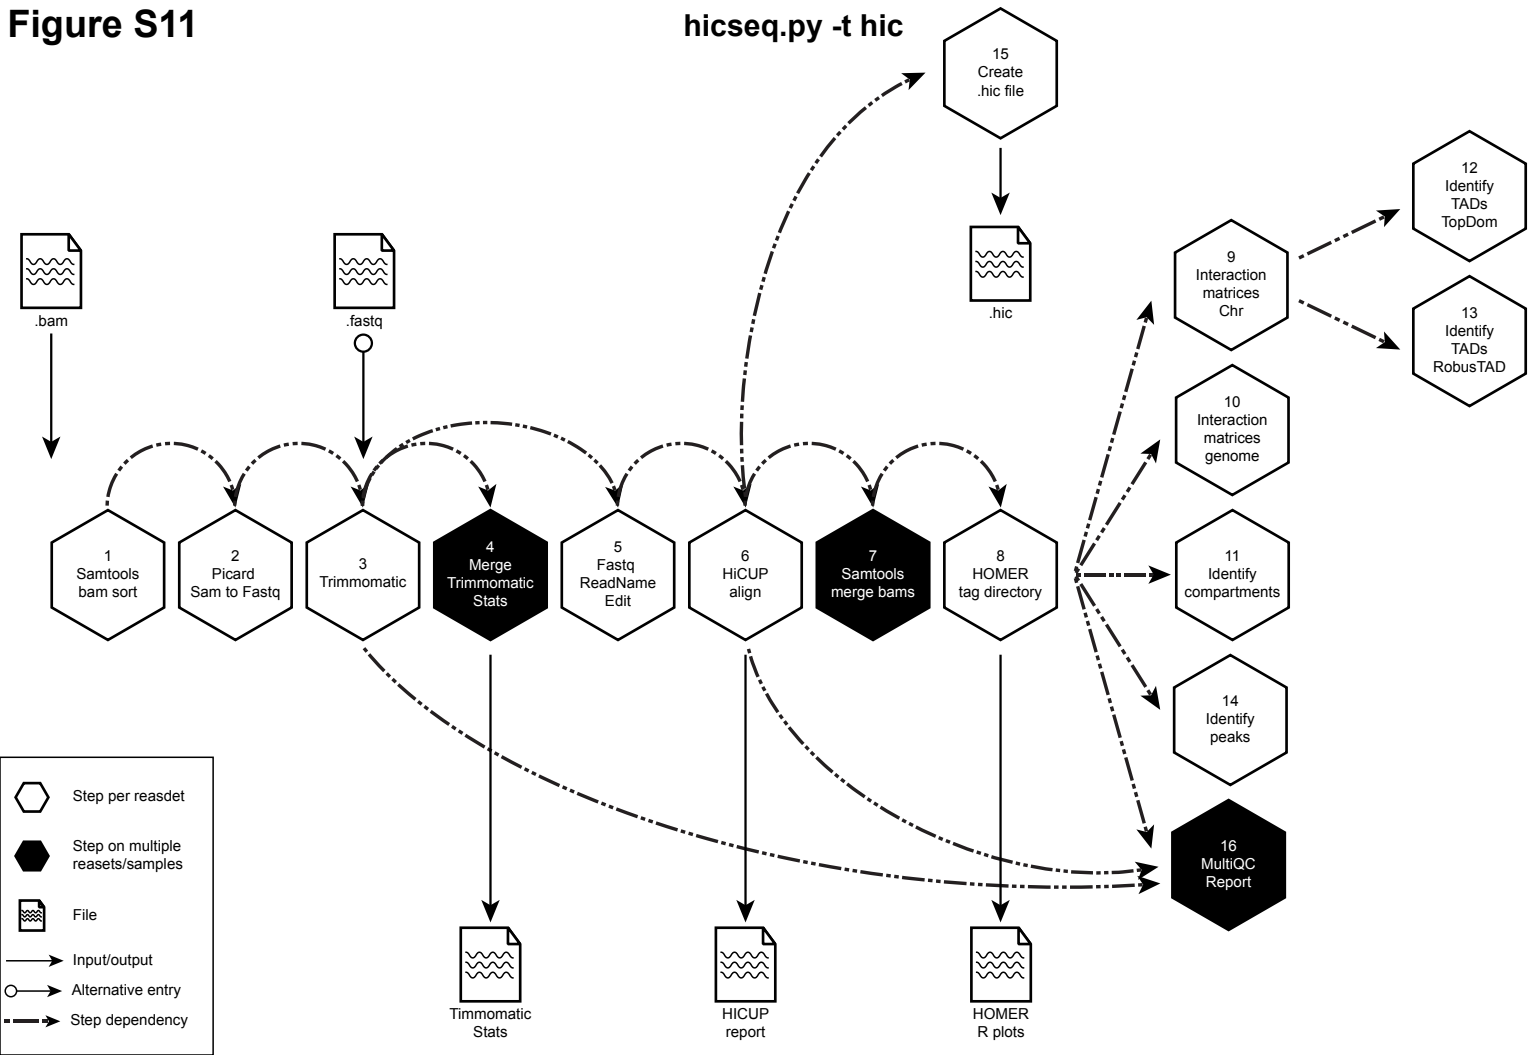 Figure S11
hicseq.py -t hic
15
Create
.hic file
12
Identify
TADs
TopDom
9
Interaction
matrices
Chr
.bam
.fastq
.hic
13
Identify
TADs
RobusTAD
10
Interaction
matrices
genome
1
Samtools
bam sort
2
Picard
Sam to Fastq
3
Trimmomatic
4
Merge
Trimmomatic
Stats
5
Fastq
ReadName
Edit
6
HiCUP
align
7
Samtools
merge bams
8
HOMER
tag directory
11
Identify
compartments
14
Identify
peaks
16
MultiQC
Report
Step per reasdet
Step on multiple
reasets/samples
File
Input/output
Alternative entry
Step dependency
Timmomatic
Stats
HICUP
report
HOMER
R plots